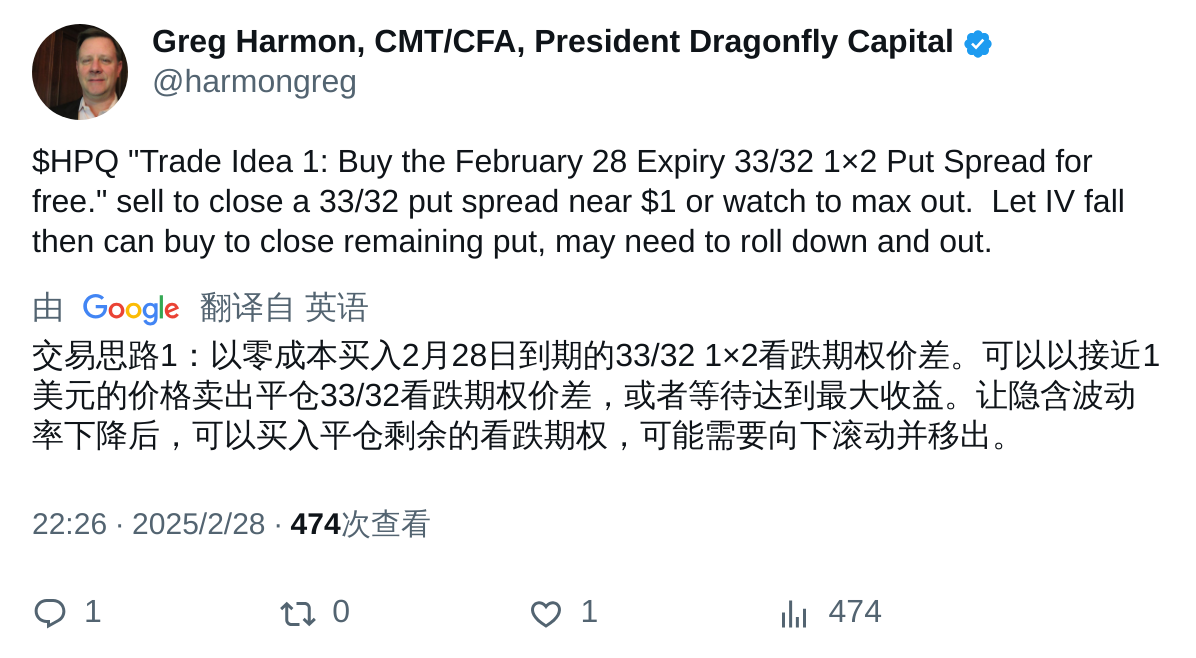 Greg Harmon, CMT/CFA, President Dragonfly Capital
@harmongreg
$HPQ "Trade Idea 1: Buy the February 28 Expiry 33/32 1×2 Put Spread for
free." sell to close a 33/32 put spread near $1 or watch to max out.  Let IV fall
then can buy to close remaining put, may need to roll down and out.
由 Google 翻译自 英语
交易思路1：以零成本买入2月28日到期的33/32 1×2看跌期权价差。可以以接近1
美元的价格卖出平仓33/32看跌期权价差，或者等待达到最大收益。让隐含波动
率下降后，可以买入平仓剩余的看跌期权，可能需要向下滚动并移出。
22:26 · 2025/2/28 · 474次查看
1 0 1 474